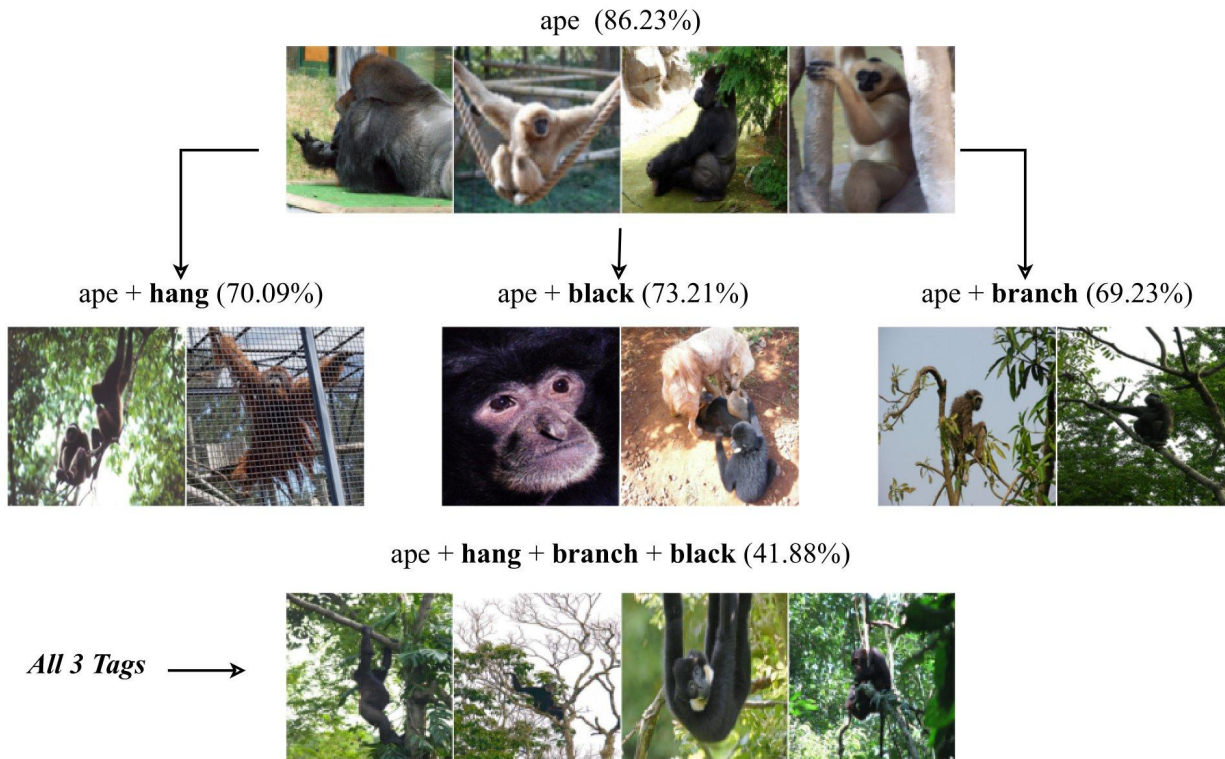 ape (86.23%)
ape + hang (70.09%)
ape + black (73.21%)
ape + branch (69.23%)
ape + hang + branch + black (41.88%)
All 3 Tags